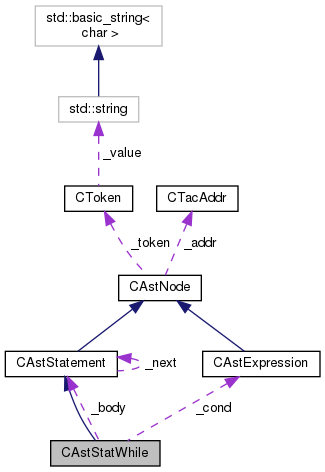 std::basic_string<
char >
std::string
_value
CToken
CTacAddr
_token
_addr
CAstNode
CAstStatement
_next
CAstExpression
_body
_cond
CAstStatWhile